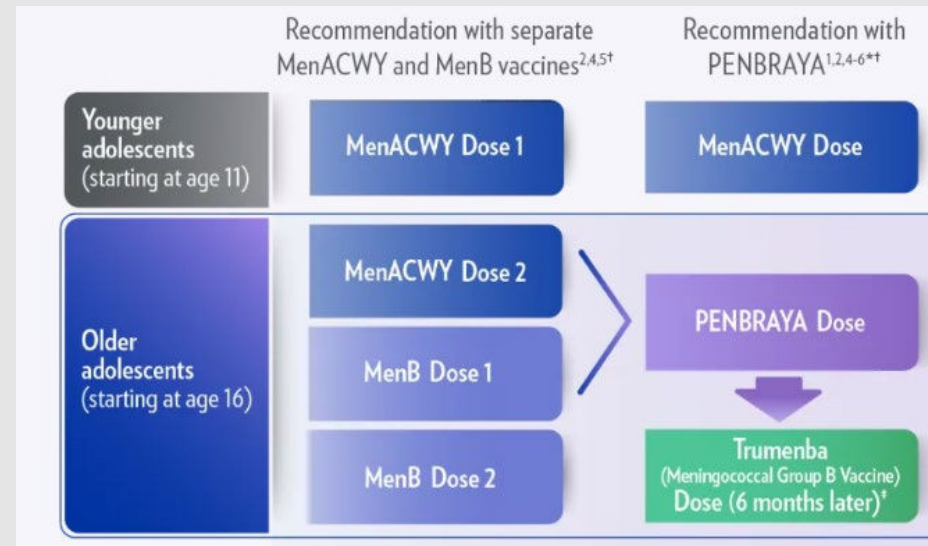 Recommendation with separate
MenACWY and MenB vaccines2,4,5†
Recommendation with
PENBRAYA1,2,4-6*†
Younger
adolescents
(starting at age 11)
MenACWY Dose 1
MenACWY Dose
Older
adolescents
(starting at age 16)
MenACWY Dose 2
MenB Dose 1
MenB Dose 2
PENBRAYA Dose
Trumenba
(Meningococcal Group B Vaccine)
Dose (6 months later)‡